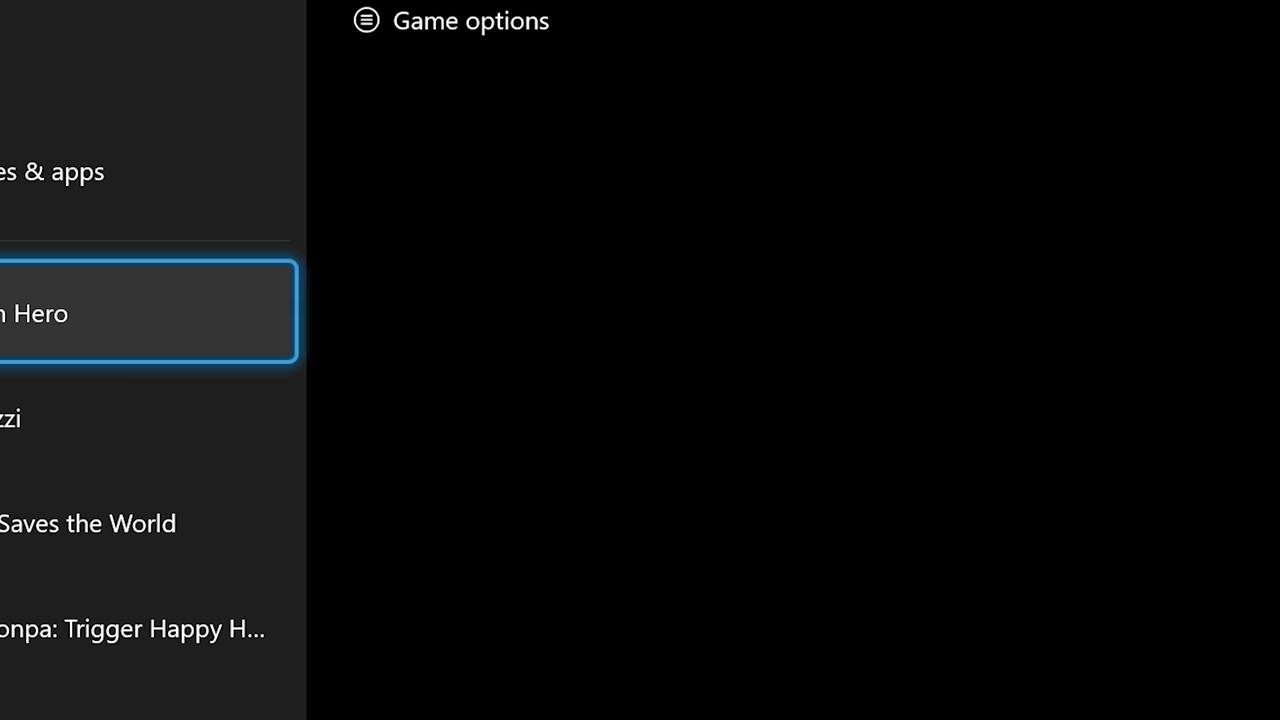 Game options
es & apps
n Hero
zzi
Saves the World
onpa: Trigger Happy H...